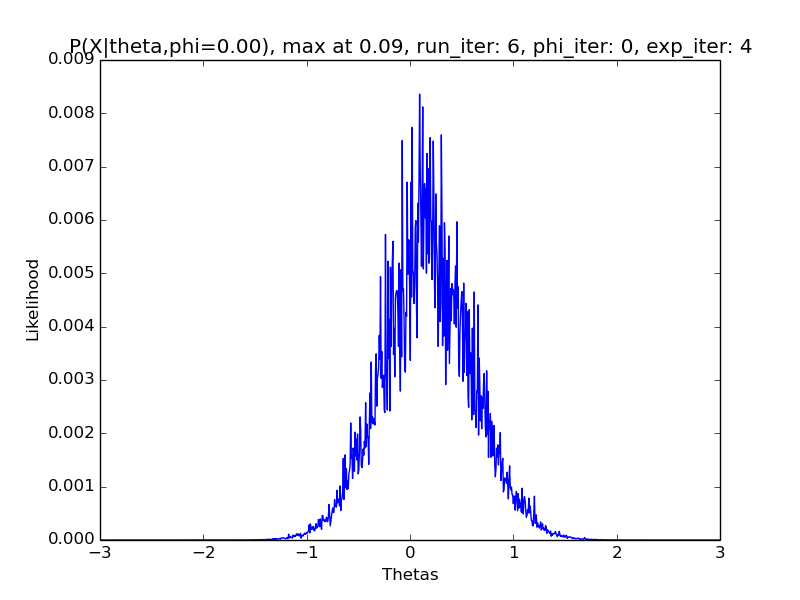 P(X|theta,phi=0.00), max at 0.09, run_iter: 6, phi_iter: 0, exp_iter: 4
0.009
0.008
0.007
0.006
0.005
0.004
0.003
0.002
0.001
0.000
Likelihood
−3 −2 −1 0 1 2 3
Thetas